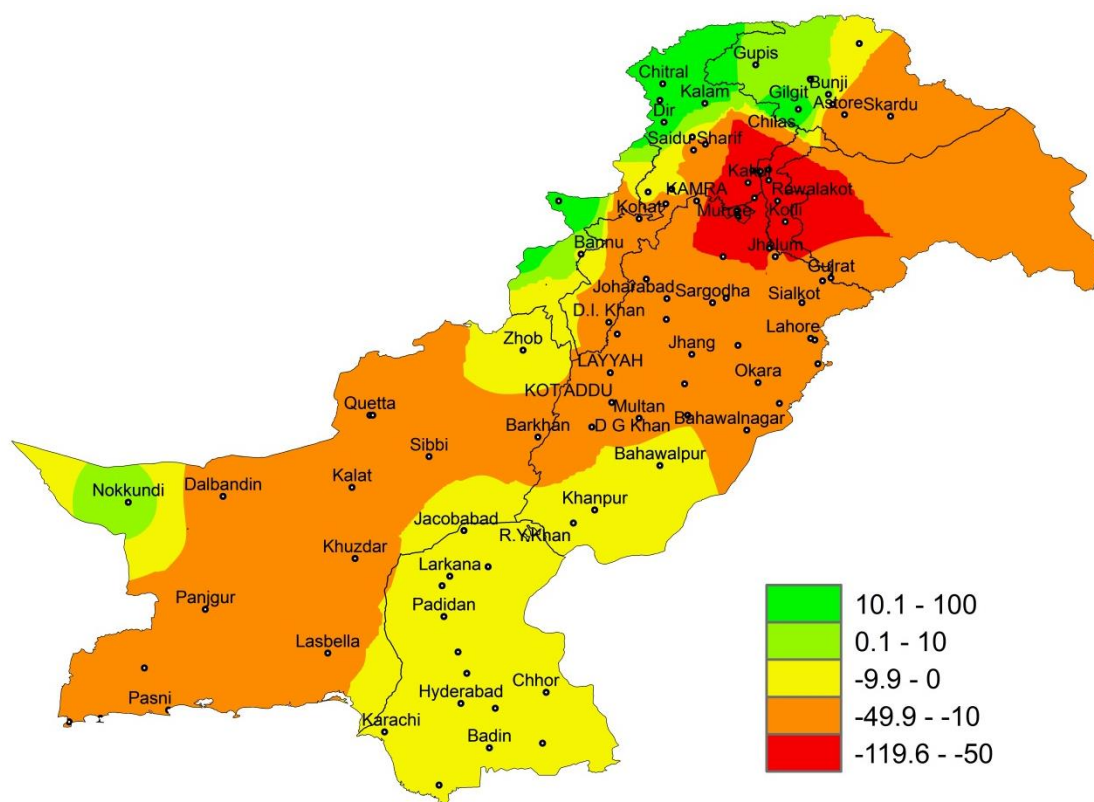 Gupis
Chitral
Bunji
Kalam
Gilgit
Astore
Skardu
Dir
Chilas
Saidu Sharif
KAMRA
Rawalakot
Kohat
Murree
Kotli
Bannu
Jhelum
Gujrat
Joharabad
Sargodha
Sialkot
D.I. Khan
Lahore
Zhob
Jhang
LAYYAH
Okara
KOT ADDU
Quetta
Multan
Bahawalnagar
Barkhan
D G Khan
Sibbi
Bahawalpur
Nokkundi
Dalbandin
Kalat
Khanpur
Jacobabad
R.Y.Khan
Khuzdar
Larkana
Panjgur
Padidan
Lasbella
Pasni
Hyderabad
Chhor
Karachi
Badin
10.1 - 100
0.1 - 10
-9.9 - 0
-49.9 - -10
-119.6 - -50